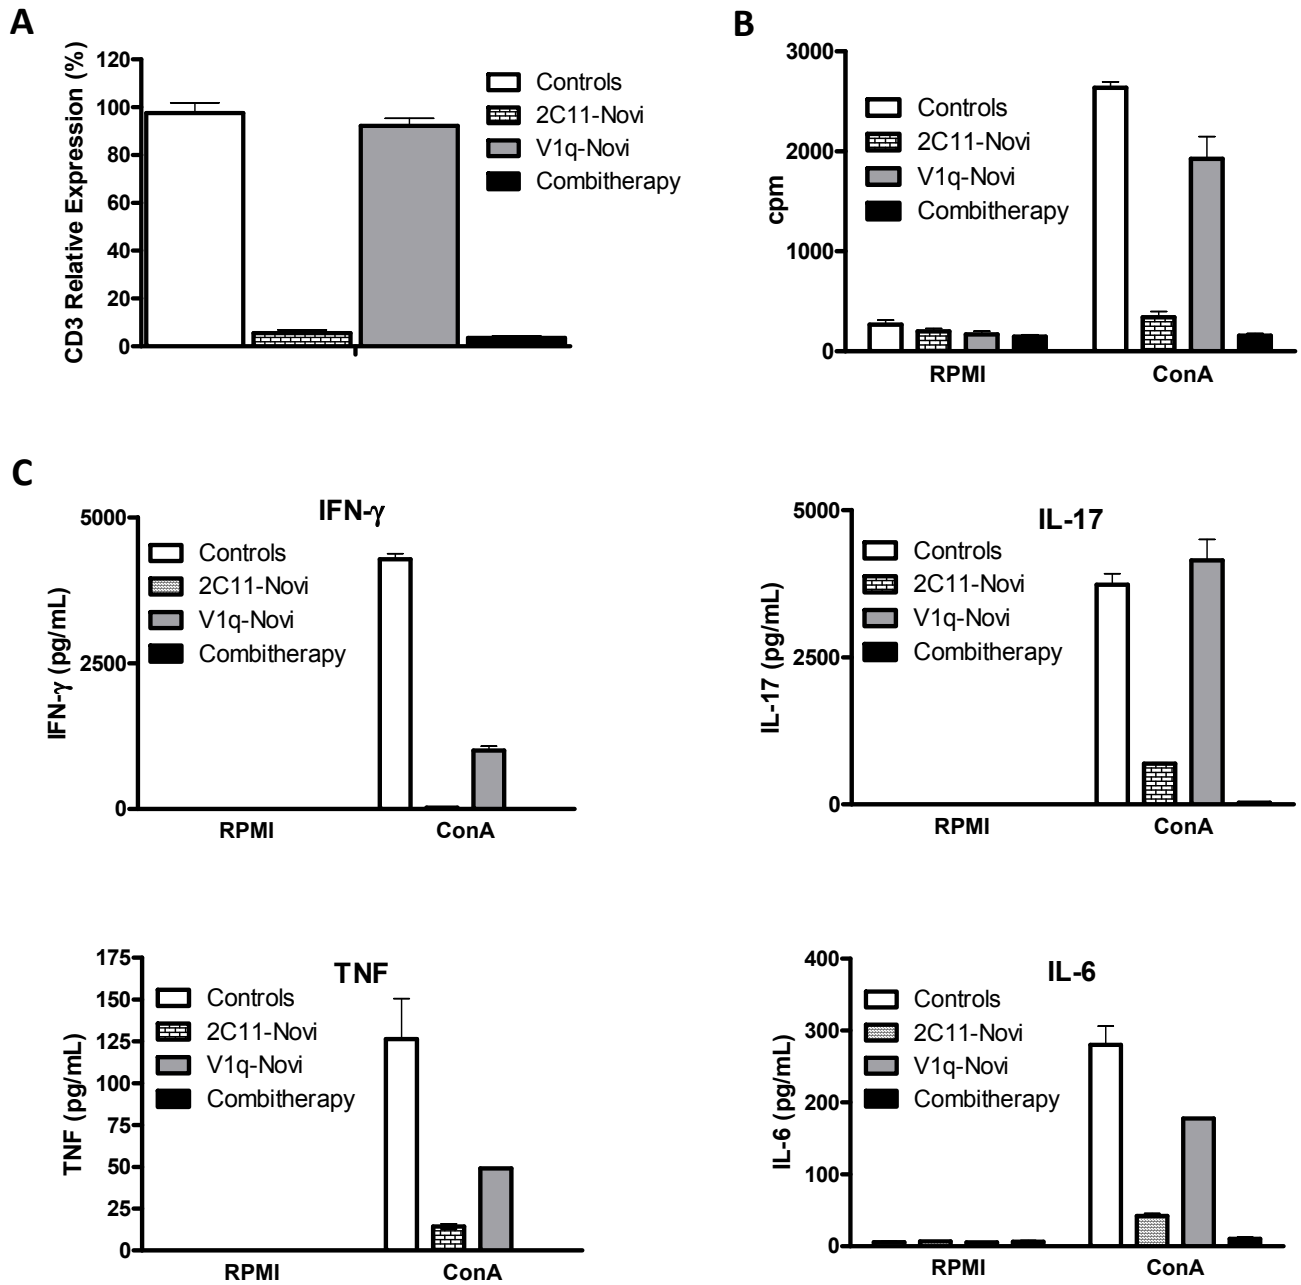 A
CD3 Relative Expression (%)
120
100
80
60
40
20
0
Controls
2C11-Novi
V1q-Novi
Combitherapy
B
cpm
3000
2000
1000
0
Controls
2C11-Novi
V1q-Novi
Combitherapy
RPMI
ConA
C
IFN-γ
IFN-γ (pg/mL)
5000
2500
0
Controls
2C11-Novi
V1q-Novi
Combitherapy
RPMI
ConA
IL-17
IL-17 (pg/mL)
5000
2500
0
Controls
2C11-Novi
V1q-Novi
Combitherapy
RPMI
ConA
TNF
TNF (pg/mL)
175
150
125
100
75
50
25
0
Controls
2C11-Novi
V1q-Novi
Combitherapy
RPMI
ConA
IL-6
IL-6 (pg/mL)
400
300
200
100
0
Controls
2C11-Novi
V1q-Novi
Combitherapy
RPMI
ConA